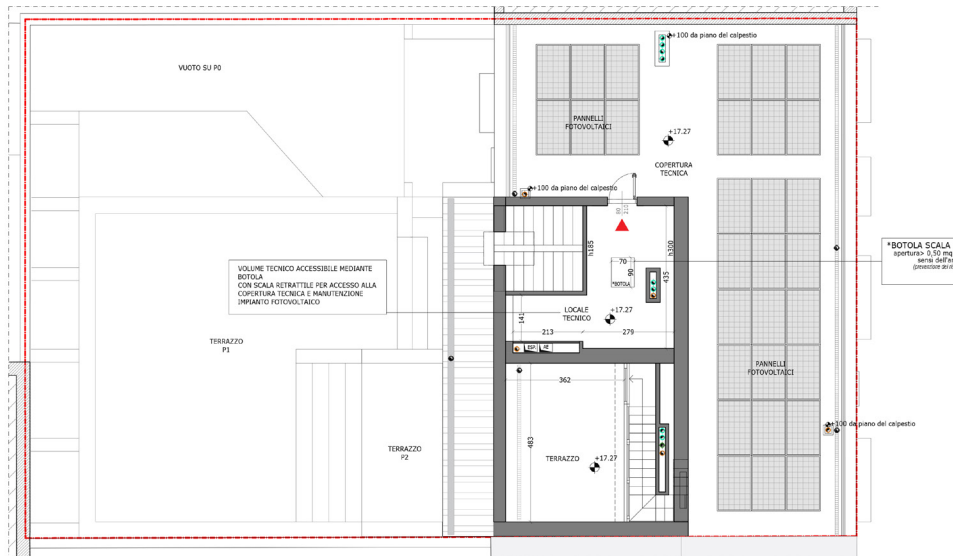 +100 da piano del calpestio
VUOTO SU P0
PANNELLI
FOTOVOLTAICI
+17.27
COPERTURA
TECNICA
+100 da piano del calpestio
80
210
h185
h300
*BOTOLA SCALA
apertura> 0,50 mq
sensi dell'a
VOLUME TECNICO ACCESSIBILE MEDIANTE
BOTOLA
CON SCALA RETRATTILE PER ACCESSO ALLA
COPERTURA TECNICA E MANUTENZIONE
IMPIANTO FOTOVOLTAICO
70
90
435
*BOTOLA
LOCALE
TECNICO
+17.27
141
213
279
TERRAZZO
P1
PANNELLI
FOTOVOLTAICI
362
+100 da piano del calpestio
483
TERRAZZO
P2
TERRAZZO
+17.27